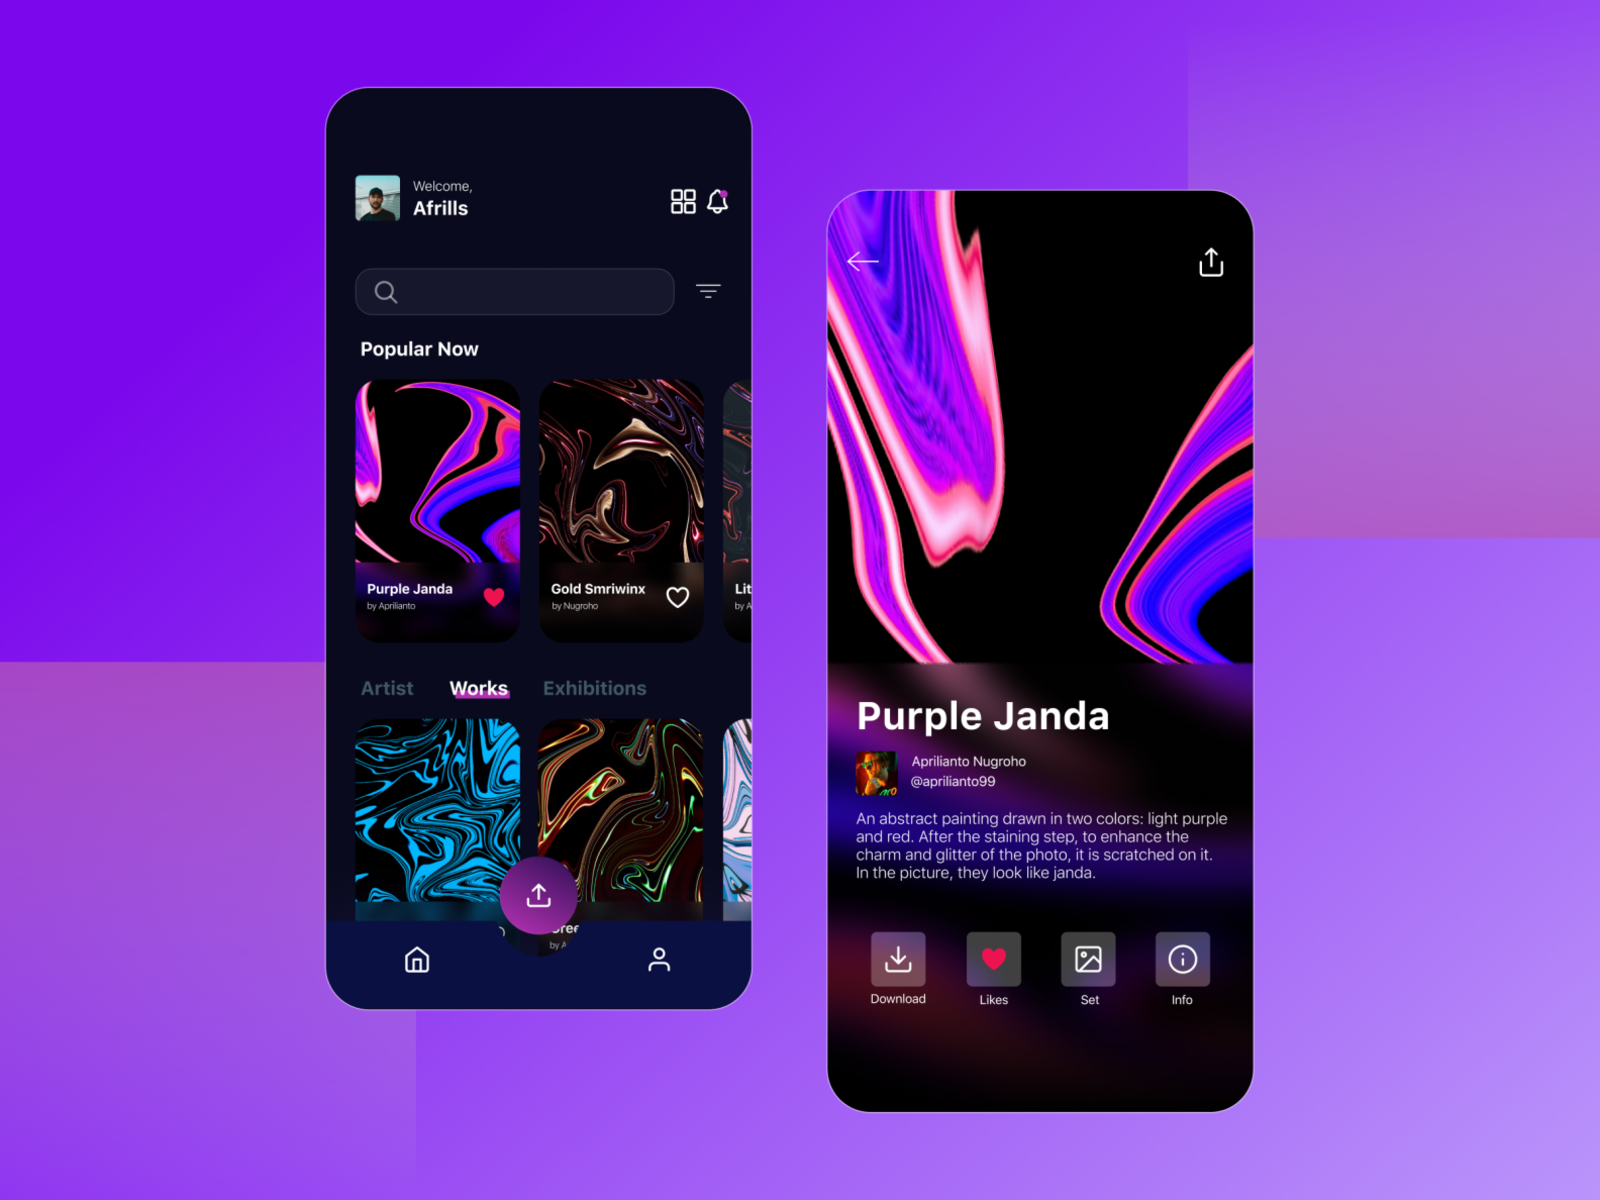 Welcome,
Afrills
Popular Now
Purple Janda
by Aprilianto
Gold Smriwinx
by Nugroho
Lit
by A
Artist
Works
Exhibitions
Gree
by A
Purple Janda
Aprilianto Nugroho
@aprilianto99
An abstract painting drawn in two colors: light purple
and red. After the staining step, to enhance the
charm and glitter of the photo, it is scratched on it.
In the picture, they look like janda.
Download
Likes
Set
Info